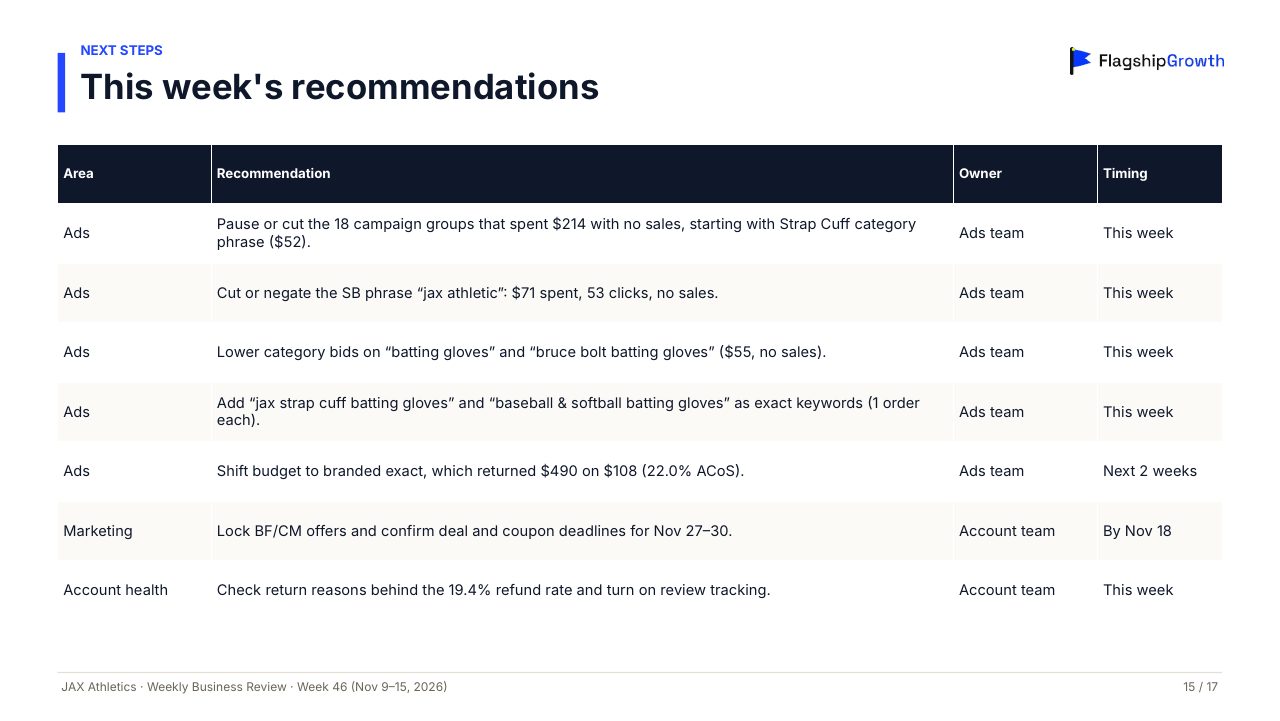 NEXT STEPS
This week's recommendations
FlagshipGrowth
Area Recommendation Owner Timing
Ads Pause or cut the 18 campaign groups that spent $214 with no sales, starting with Strap Cuff category
phrase ($52). Ads team This week
Ads Cut or negate the SB phrase “jax athletic”: $71 spent, 53 clicks, no sales. Ads team This week
Ads Lower category bids on “batting gloves” and “bruce bolt batting gloves” ($55, no sales). Ads team This week
Ads Add “jax strap cuff batting gloves” and “baseball & softball batting gloves” as exact keywords (1 order
each). Ads team This week
Ads Shift budget to branded exact, which returned $490 on $108 (22.0% ACoS). Ads team Next 2 weeks
Marketing Lock BF/CM offers and confirm deal and coupon deadlines for Nov 27–30. Account team By Nov 18
Account health Check return reasons behind the 19.4% refund rate and turn on review tracking. Account team This week
JAX Athletics · Weekly Business Review · Week 46 (Nov 9–15, 2026) 15 / 17